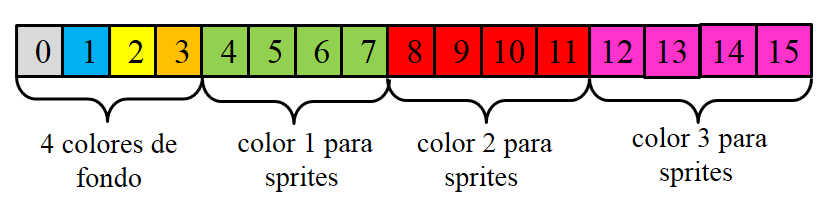 0 1 2 3 4 5 6 7 8 9 10 11 12 13 14 15
4 colores de
fondo
color 1 para
sprites
color 2 para
sprites
color 3 para
sprites